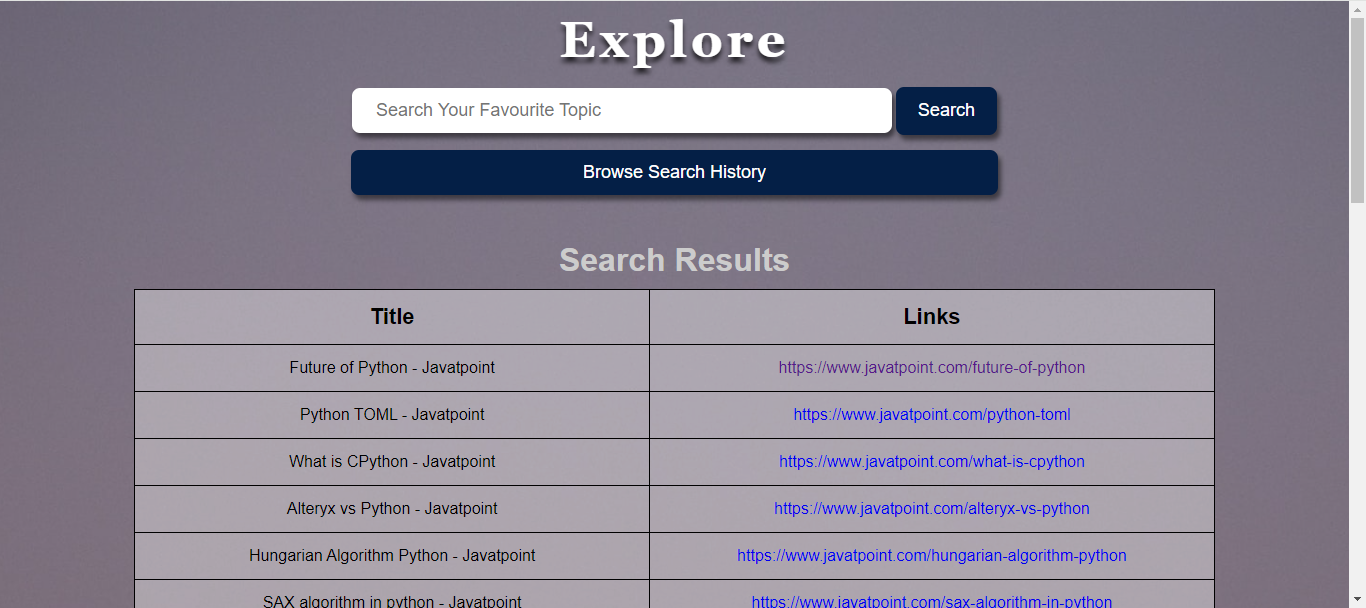 Explore
Search Your Favourite Topic
Search
Browse Search History
Search Results
Title Links
Future of Python - Javatpoint https://www.javatpoint.com/future-of-python
Python TOML - Javatpoint https://www.javatpoint.com/python-toml
What is CPython - Javatpoint https://www.javatpoint.com/what-is-cpython
Alteryx vs Python - Javatpoint https://www.javatpoint.com/alteryx-vs-python
Hungarian Algorithm Python - Javatpoint https://www.javatpoint.com/hungarian-algorithm-python
SAX algorithm in python - Javatpoint https://www.javatpoint.com/sax-algorithm-in-python